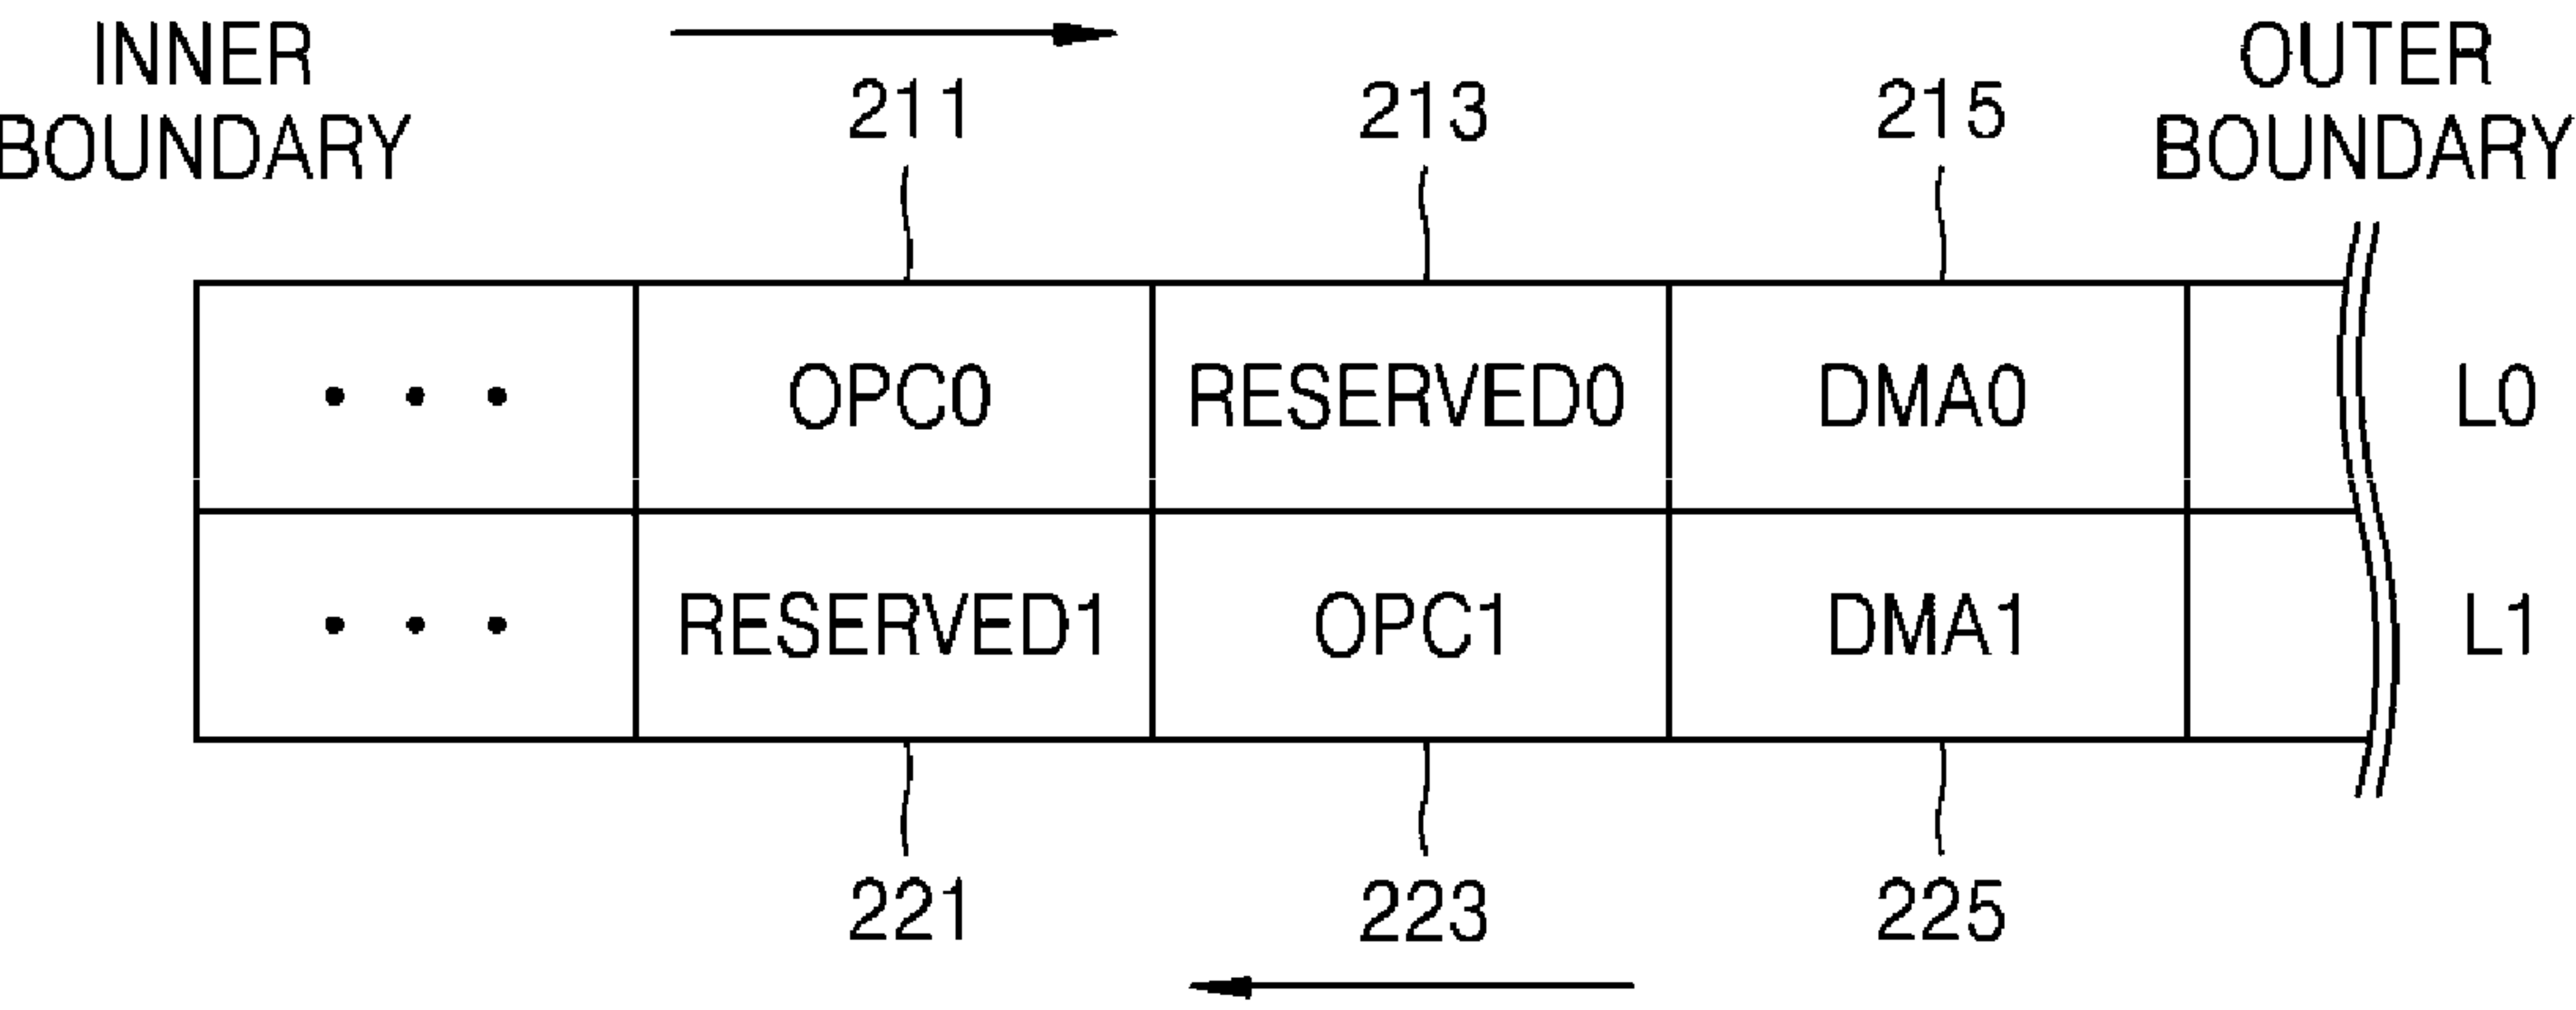 INNER
BOUNDARY
OUTER
BOUNDARY
211 213 215
• • • OPC0 RESERVED0 DMA0 L0
• • • RESERVED1 OPC1 DMA1 L1
221 223 225